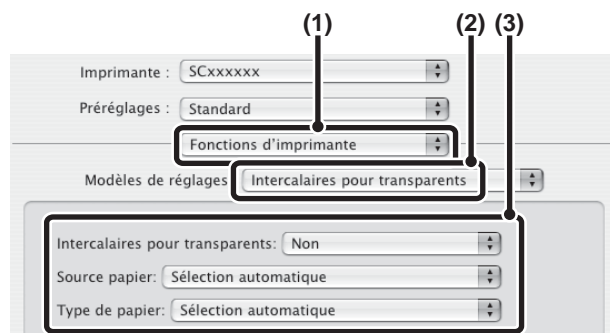 (1) (2) (3)
Imprimante : SCxxxxxx
Préréglages : Standard
Fonctions d'imprimante
Modèles de réglages Intercalaires pour transparents
Intercalaires pour transparents: Non
Source papier: Sélection automatique
Type de papier: Sélection automatique